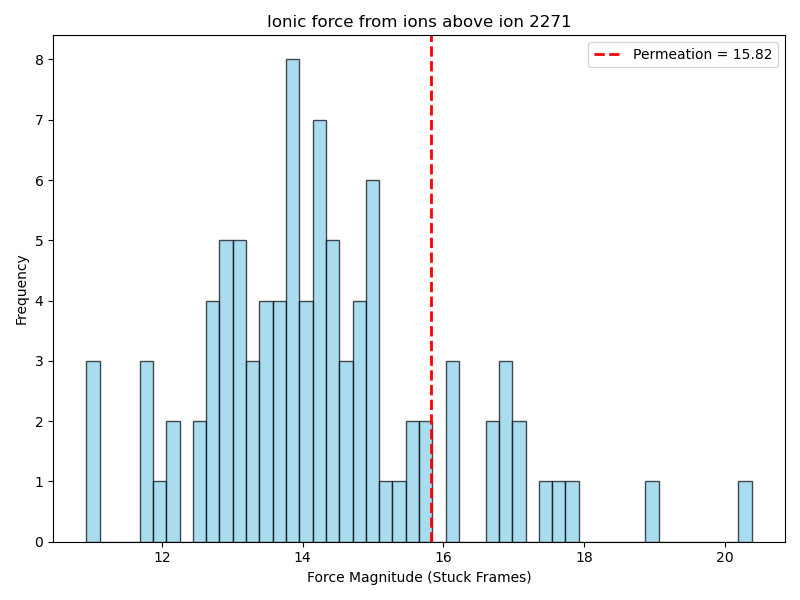 Ionic force from ions above ion 2271
Permeation = 15.82
Frequency
8
7
6
5
4
3
2
1
0
12 14 16 18 20
Force Magnitude (Stuck Frames)